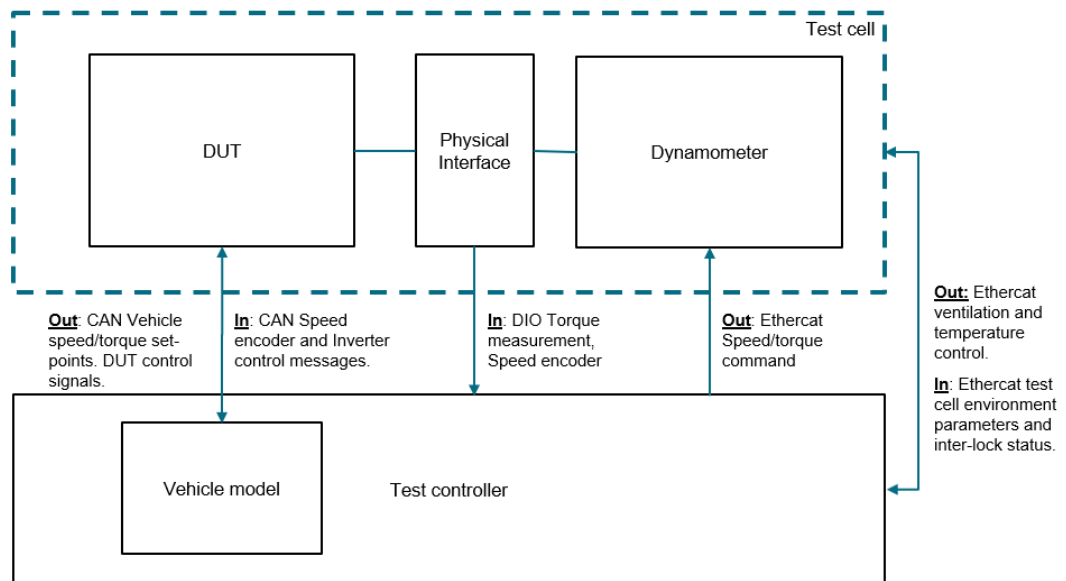 Test cell
DUT
Physical
Interface
Dynamometer
Out: CAN Vehicle
speed/torque set-
points. DUT control
signals.
In: CAN Speed
encoder and Inverter
control messages.
In: DIO Torque
measurement,
Speed encoder
Out: Ethercat
Speed/torque
command
Out: Ethercat
ventilation and
temperature
control.
In: Ethercat test
cell environment
parameters and
inter-lock status.
Vehicle model
Test controller